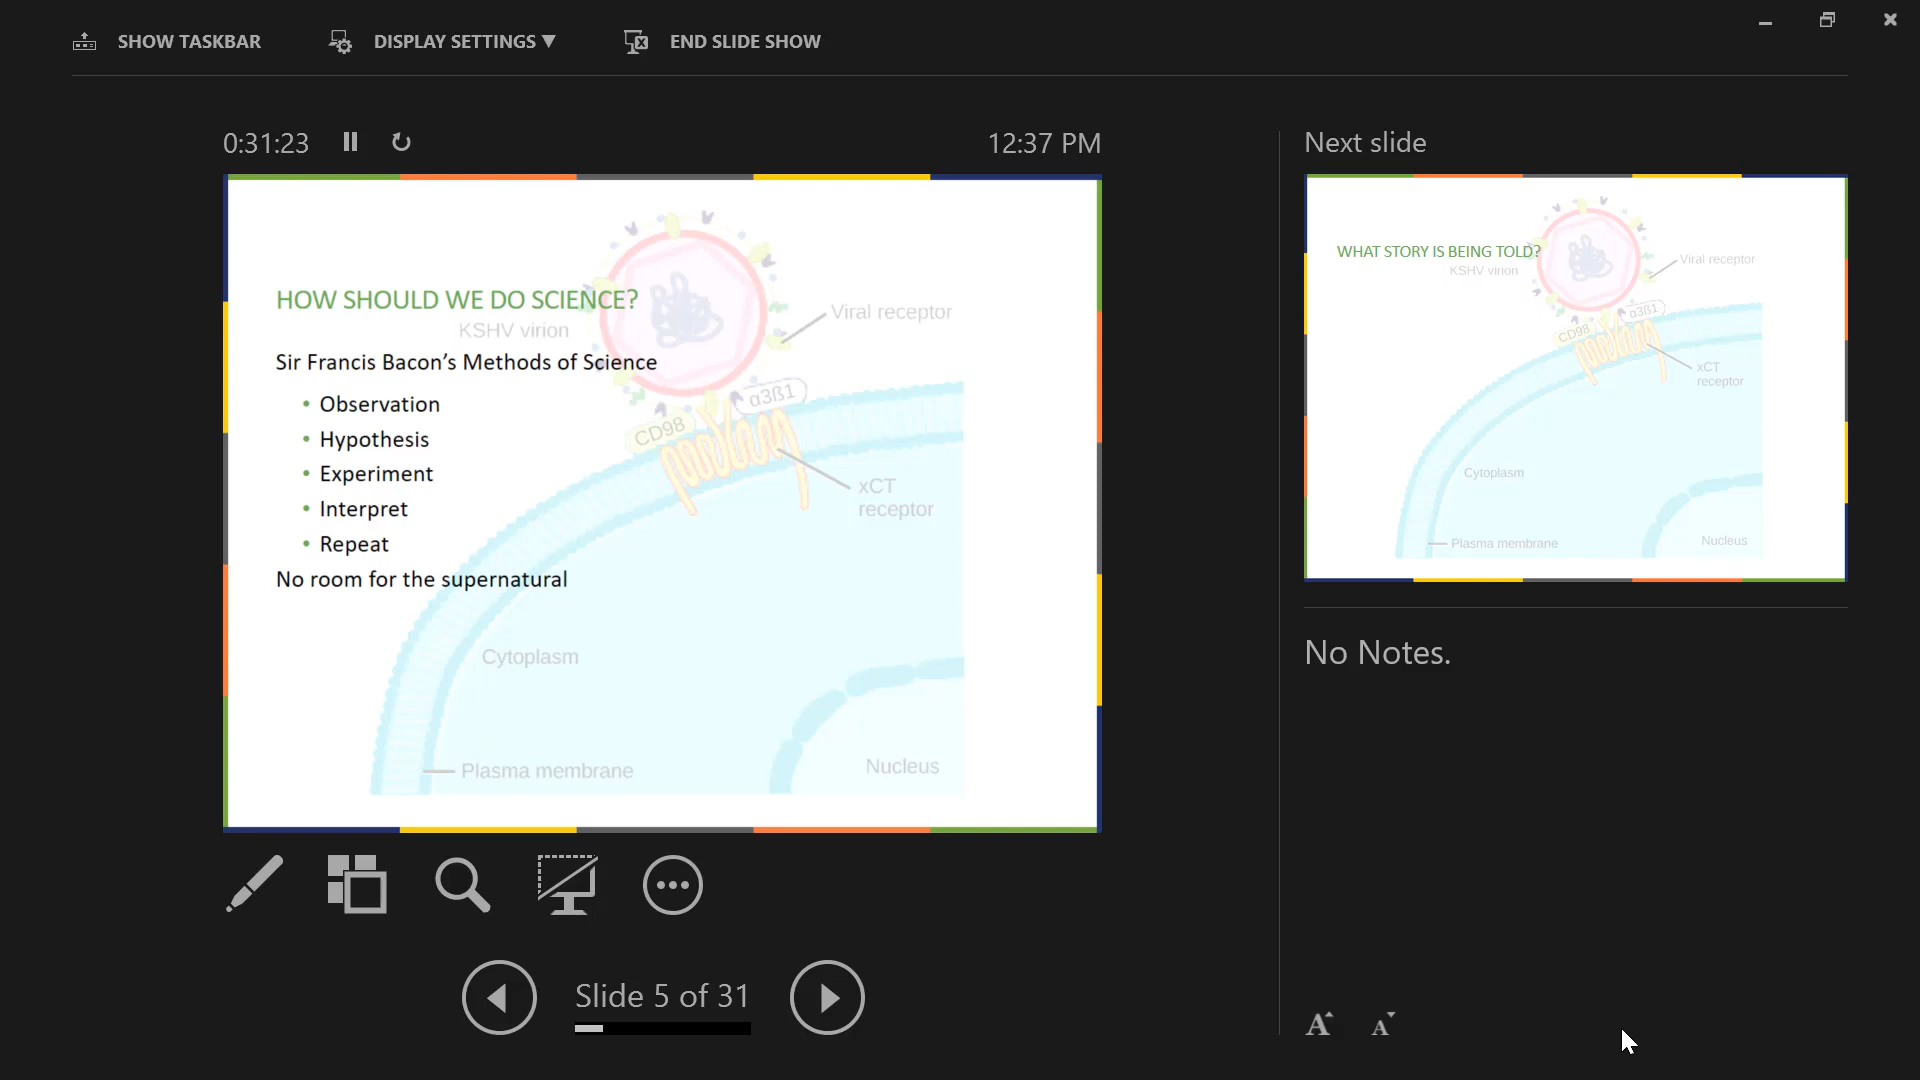 SHOW TASKBAR
DISPLAY SETTINGS ▼
END SLIDE SHOW
0:31:23
12:37 PM
HOW SHOULD WE DO SCIENCE?
KSHV virion
Viral receptor
Sir Francis Bacon’s Methods of Science
• Observation
• Hypothesis
• Experiment
• Interpret
• Repeat
No room for the supernatural
α3ß1
CD98
xCT
receptor
Cytoplasm
Plasma membrane
Nucleus
Slide 5 of 31
Next slide
WHAT STORY IS BEING TOLD?
KSHV virion
Viral receptor
α3ß1
CD98
xCT
receptor
Cytoplasm
Plasma membrane
Nucleus
No Notes.
A
A